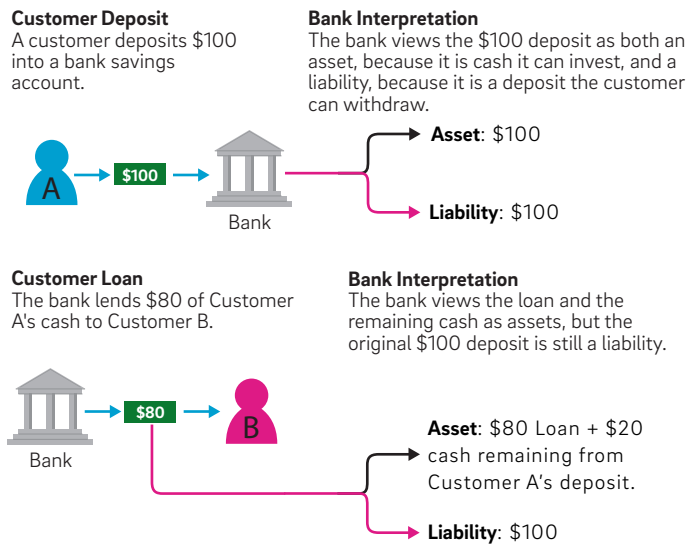 Customer Deposit
A customer deposits $100
into a bank savings
account.
Bank Interpretation
The bank views the $100 deposit as both an
asset, because it is cash it can invest, and a
liability, because it is a deposit the customer
can withdraw.
A
$100
Bank
Asset: $100
Liability: $100
Customer Loan
The bank lends $80 of Customer
A's cash to Customer B.
Bank Interpretation
The bank views the loan and the
remaining cash as assets, but the
original $100 deposit is still a liability.
Bank
$80
B
Asset: $80 Loan + $20
cash remaining from
Customer A's deposit.
Liability: $100